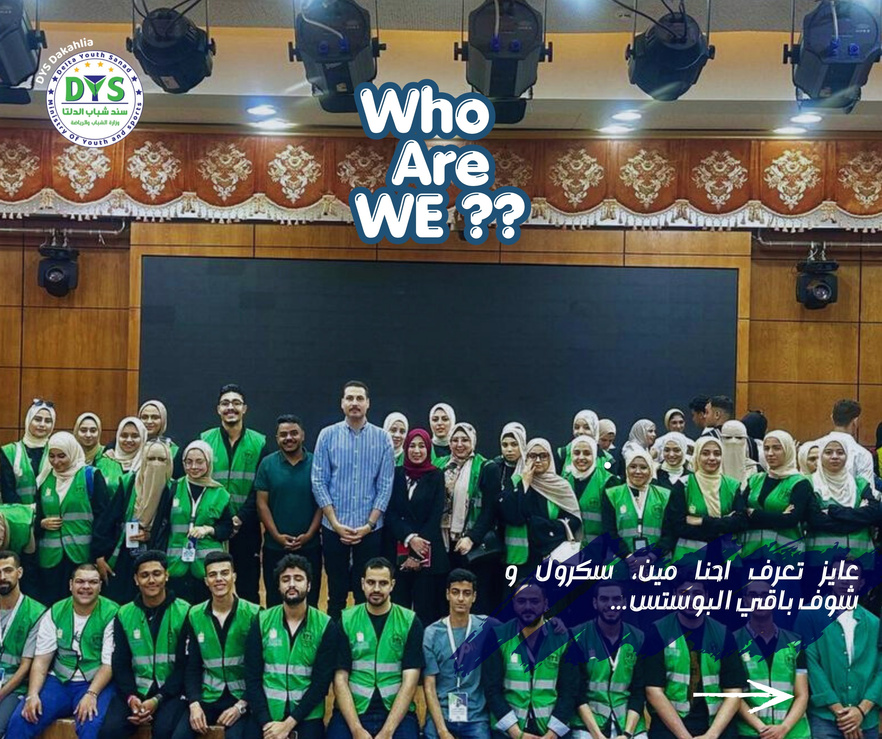 DYS Dakahlia
Delta Youth Sanad
DYS
سند شباب الدلتا
وزارة الشباب والرياضة
Ministry Of Youth and sports
Who
Are
WE ??
عايز تعرف احنا مين، سكرول و
شوف باقي البوستس...